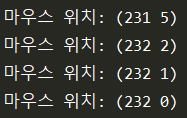 마우스 위치: (231 5)
마우스 위치: (232 2)
마우스 위치: (232 1)
마우스 위치: (232 0)